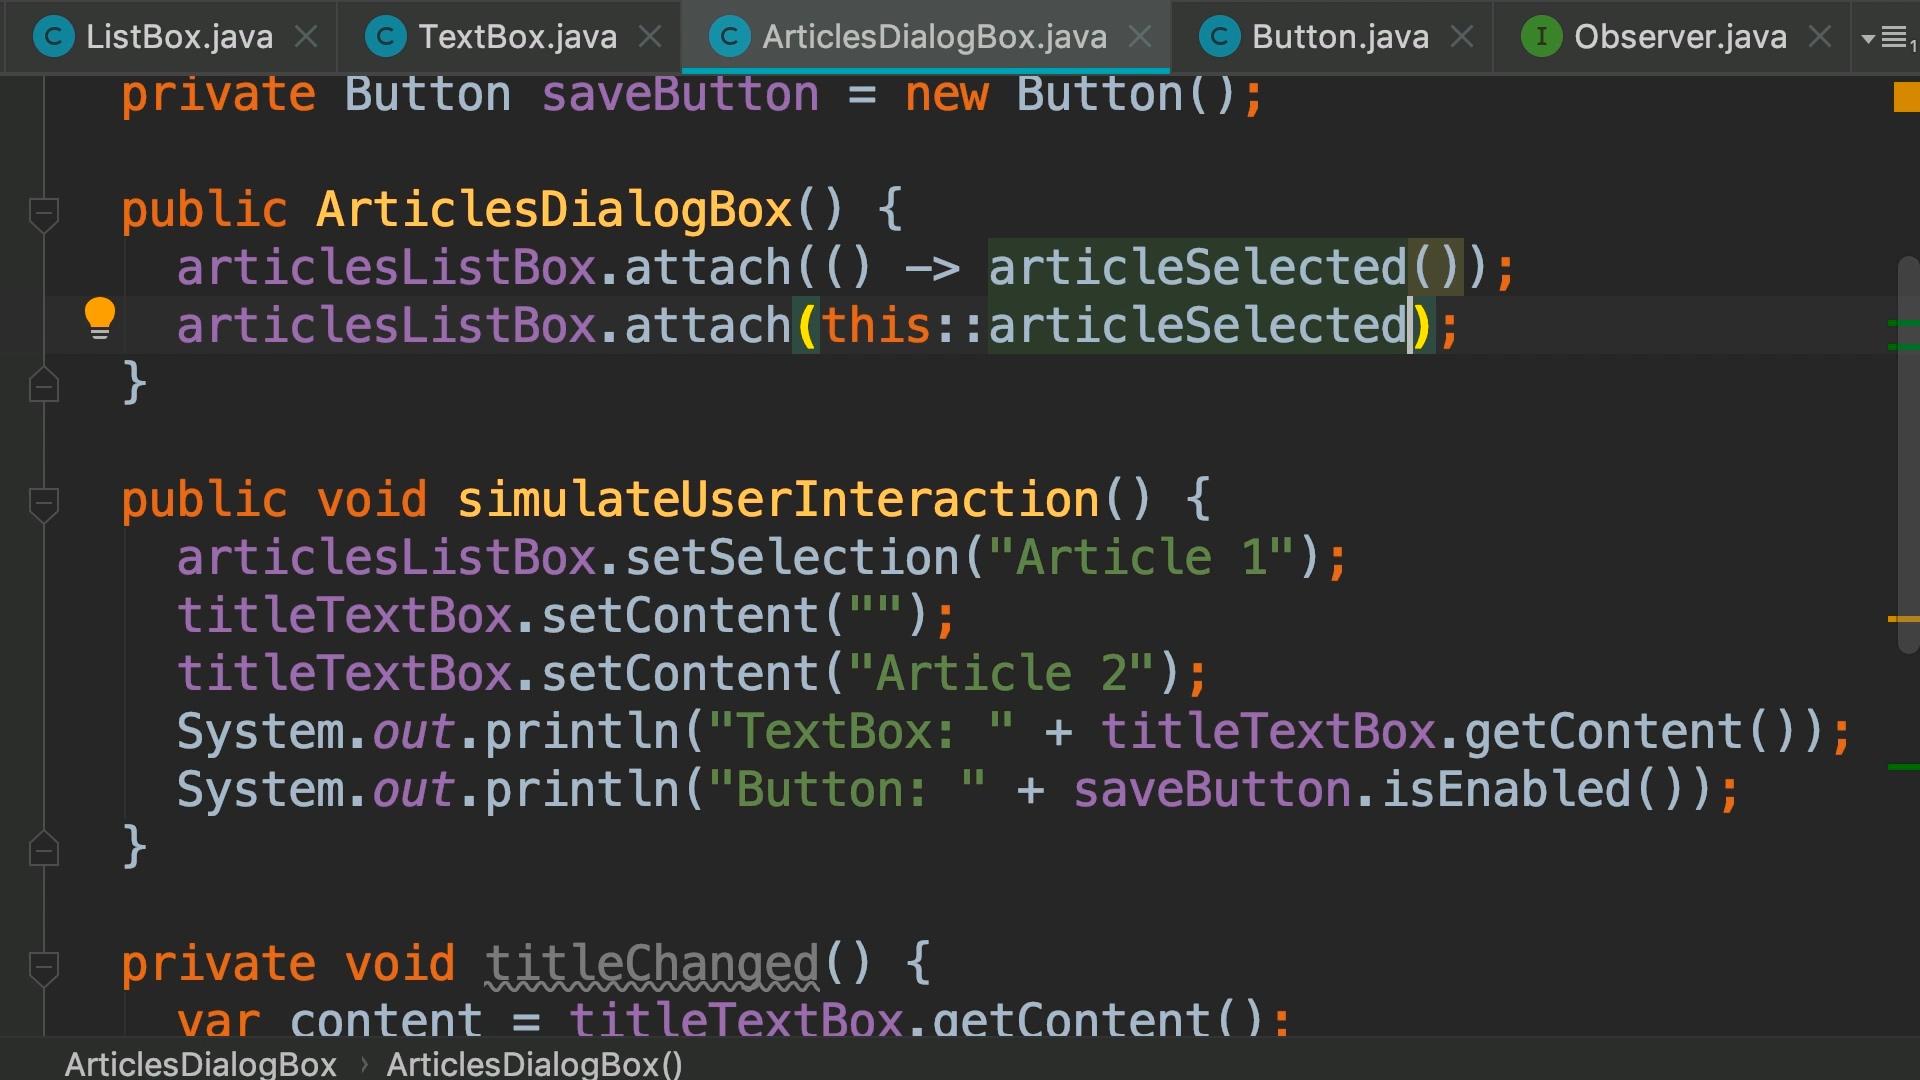 ListBox.java TextBox.java ArticlesDialogBox.java Button.java Observer.java
private Button saveButton = new Button();
public ArticlesDialogBox() {
articlesListBox.attach(() -> articleSelected());
articlesListBox.attach(this::articleSelected);
}
public void simulateUserInteraction() {
articlesListBox.setSelection("Article 1");
titleTextBox.setContent("");
titleTextBox.setContent("Article 2");
System.out.println("TextBox: " + titleTextBox.getContent());
System.out.println("Button: " + saveButton.isEnabled());
}
private void titleChanged() {
var content = titleTextBox.getContent();
ArticlesDialogBox › ArticlesDialogBox()